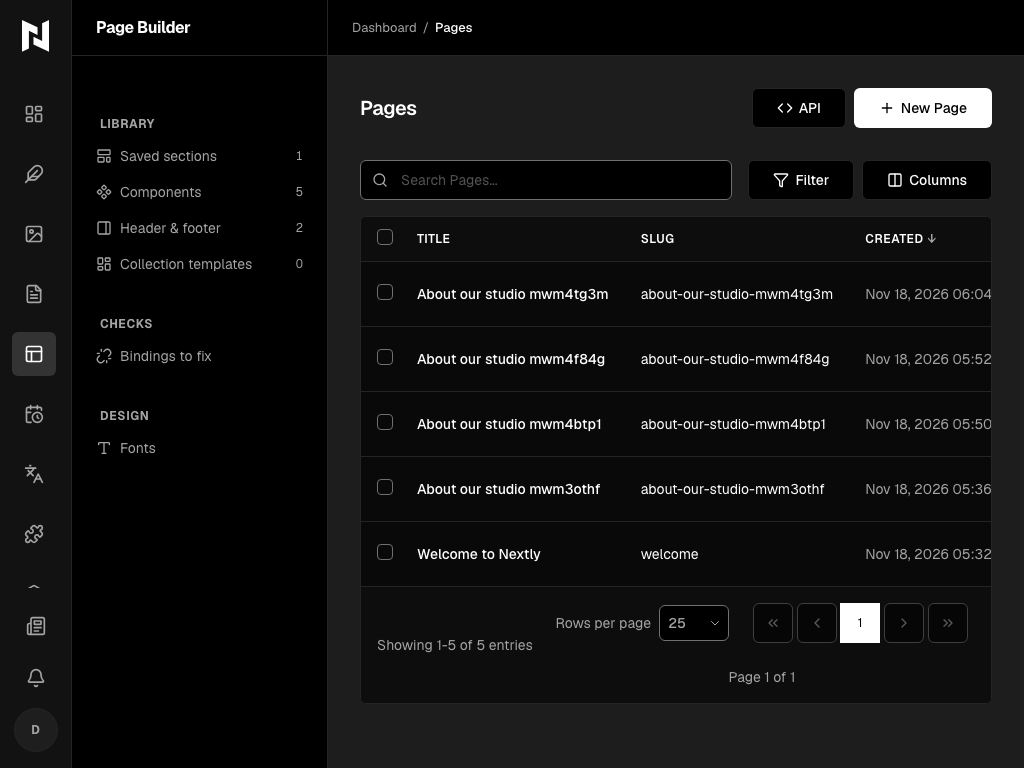 Page Builder
Dashboard / Pages
LIBRARY
Saved sections 1
Components 5
Header & footer 2
Collection templates 0
CHECKS
Bindings to fix
DESIGN
Fonts
D
Pages
API
New Page
Search Pages...
Filter
Columns
TITLE SLUG CREATED
About our studio mwm4tg3m about-our-studio-mwm4tg3m Nov 18, 2026 06:04
About our studio mwm4f84g about-our-studio-mwm4f84g Nov 18, 2026 05:52
About our studio mwm4btp1 about-our-studio-mwm4btp1 Nov 18, 2026 05:50
About our studio mwm3othf about-our-studio-mwm3othf Nov 18, 2026 05:36
Welcome to Nextly welcome Nov 18, 2026 05:32
Rows per page 25
1
Showing 1-5 of 5 entries
Page 1 of 1